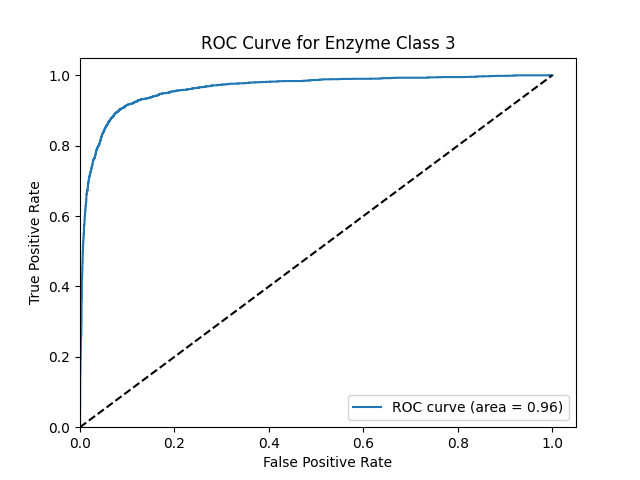 ROC Curve for Enzyme Class 3
1.0
0.8
0.6
0.4
0.2
0.0
True Positive Rate
ROC curve (area = 0.96)
0.0 0.2 0.4 0.6 0.8 1.0
False Positive Rate